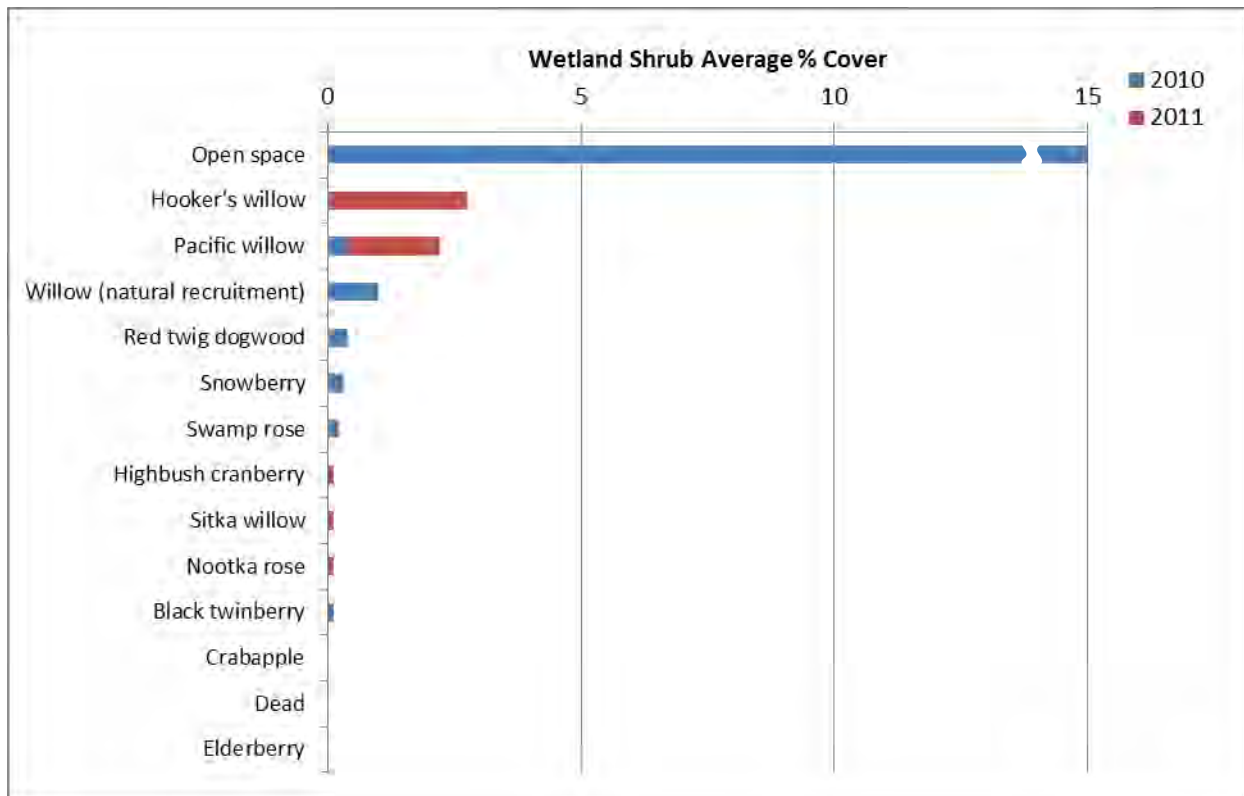 Wetland Shrub Average % Cover
0 5 10 15
2010
2011
Open space
Hooker's willow
Pacific willow
Willow (natural recruitment)
Red twig dogwood
Snowberry
Swamp rose
Highbush cranberry
Sitka willow
Nootka rose
Black twinberry
Crabapple
Dead
Elderberry